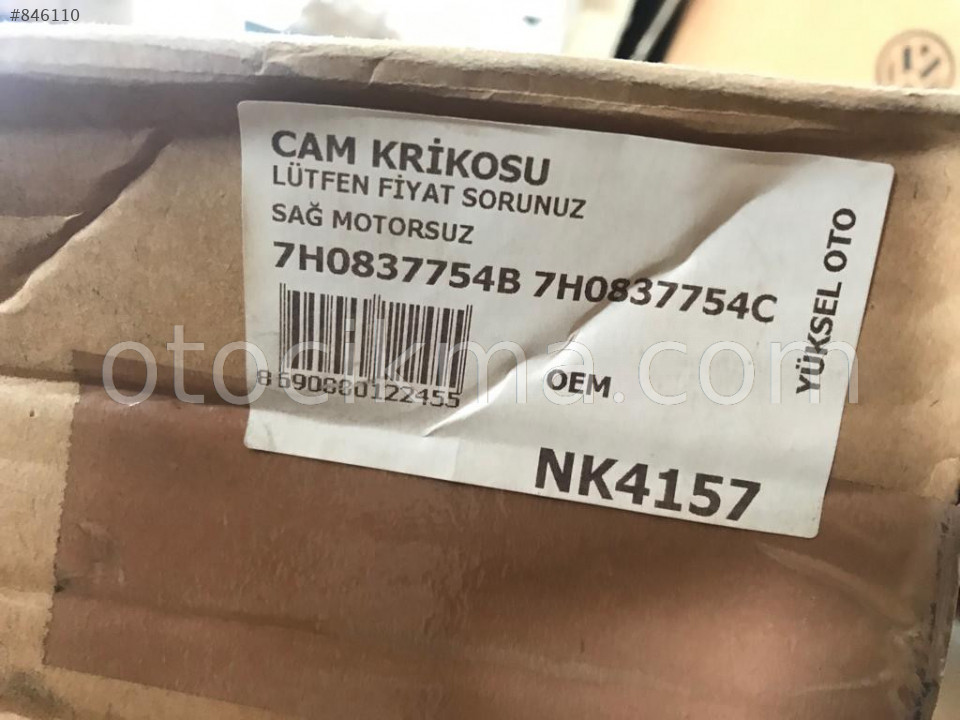 #846110
CAM KRİKOSU
LÜTFEN FİYAT SORUNUZ
SAĞ MOTORSUZ
7H0837754B 7H0837754C
8690880122455
OEM
NK4157
YÜKSEL OTO
otocikma.com